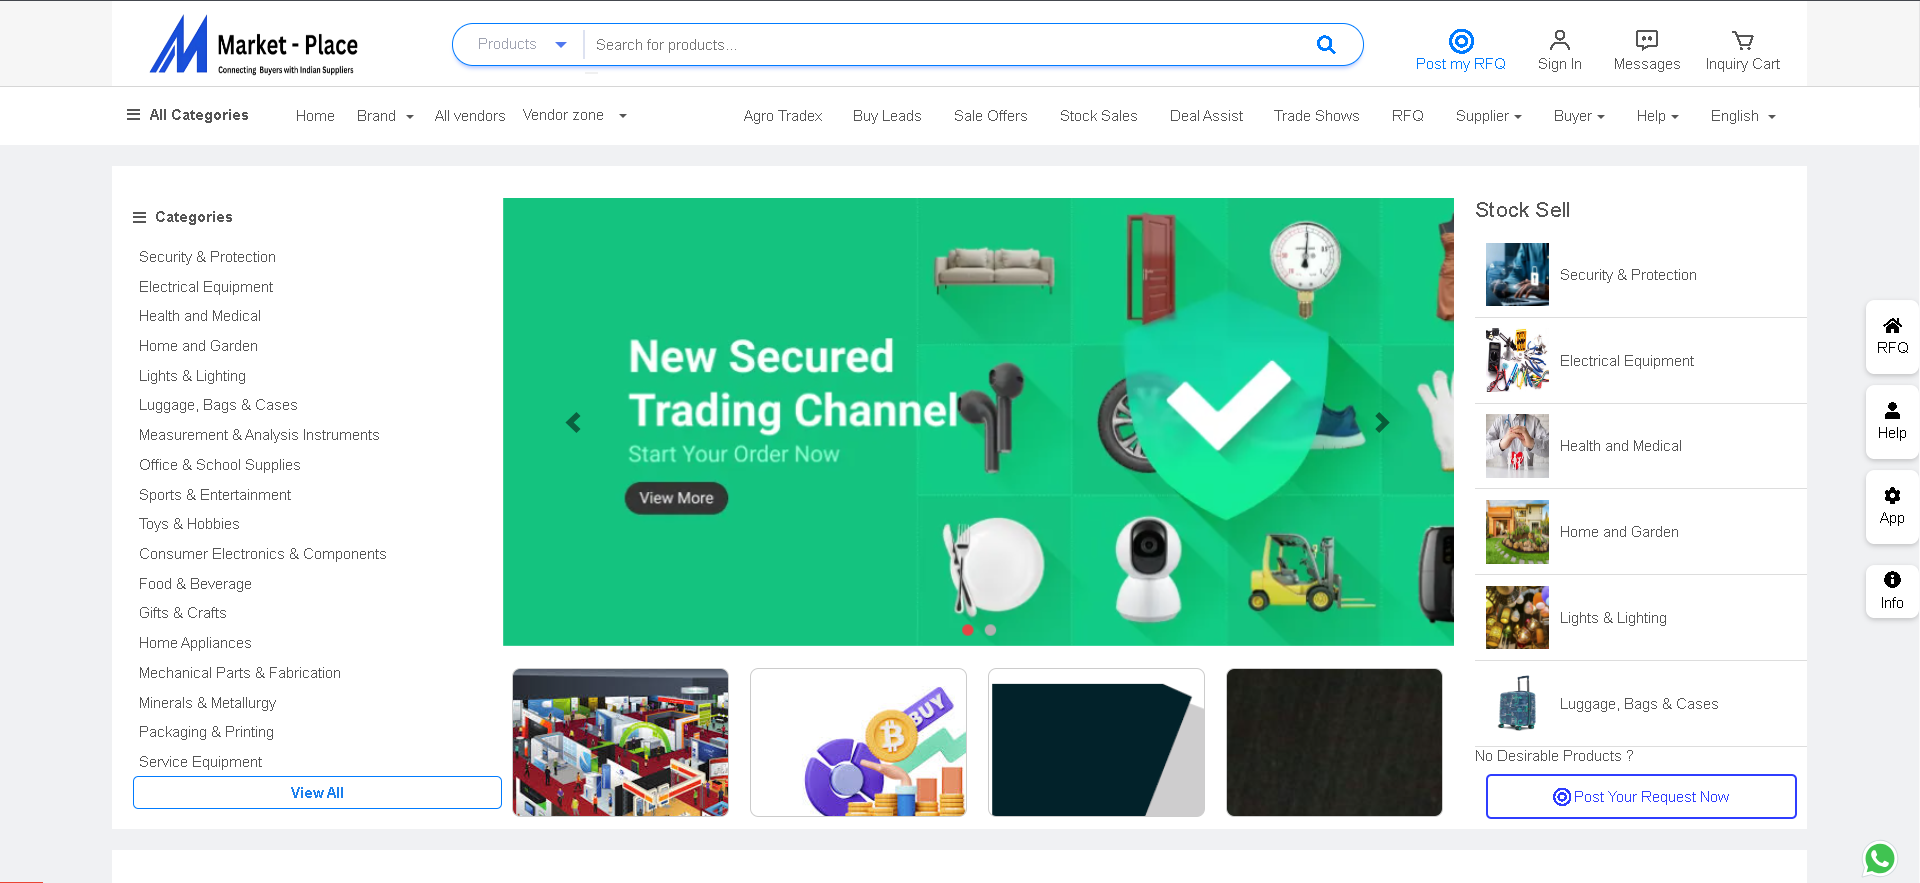 Market - Place
Connecting Buyers with Indian Suppliers
Products
Search for products...
Post my RFQ
Sign In
Messages
Inquiry Cart
All Categories
Home
Brand
All vendors
Vendor zone
Agro Tradex
Buy Leads
Sale Offers
Stock Sales
Deal Assist
Trade Shows
RFQ
Supplier
Buyer
Help
English
Categories
Security & Protection
Electrical Equipment
Health and Medical
Home and Garden
Lights & Lighting
Luggage, Bags & Cases
Measurement & Analysis Instruments
Office & School Supplies
Sports & Entertainment
Toys & Hobbies
Consumer Electronics & Components
Food & Beverage
Gifts & Crafts
Home Appliances
Mechanical Parts & Fabrication
Minerals & Metallurgy
Packaging & Printing
Service Equipment
View All
New Secured
Trading Channel
Start Your Order Now
View More
BUY
Stock Sell
Security & Protection
Electrical Equipment
Health and Medical
Home and Garden
Lights & Lighting
Luggage, Bags & Cases
No Desirable Products ?
Post Your Request Now
RFQ
Help
App
Info